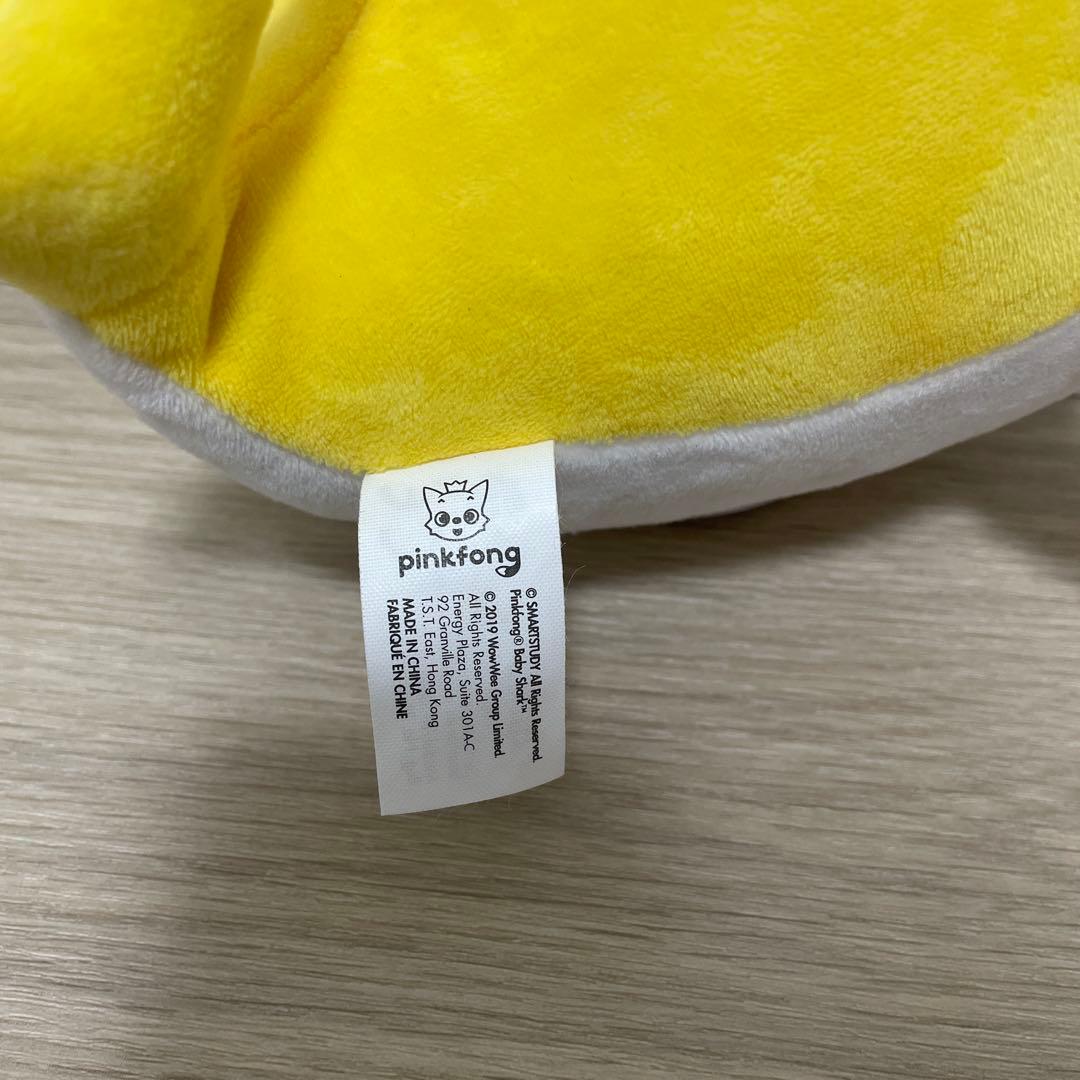 pinkfong
© SMARTSTUDY All Rights Reserved.
Pinkfong® Baby Shark™
© 2019 WowWee Group Limited.
All Rights Reserved.
Energy Plaza, Suite 301A-C
92 Granville Road
T.S.T. East, Hong Kong
MADE IN CHINA
FABRIQUÉ EN CHINE